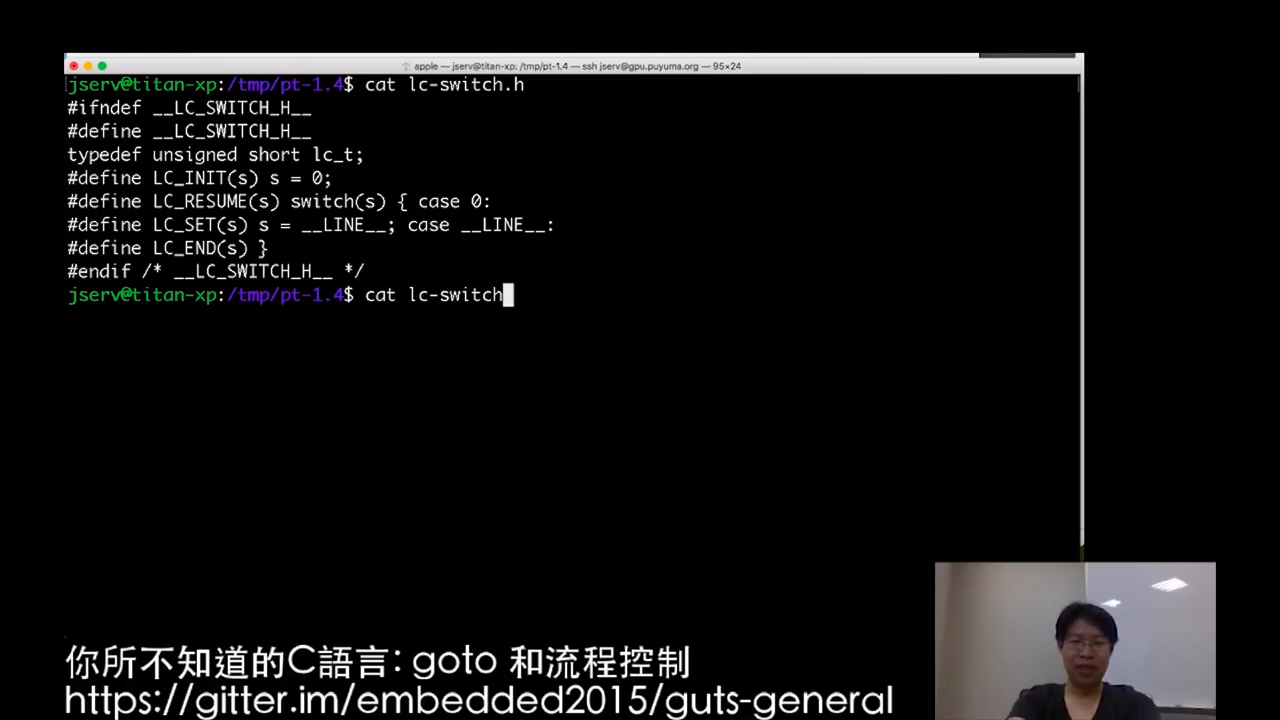 apple — jserv@titan-xp: /tmp/pt-1.4 — ssh jserv@gpu.puyuma.org — 95×24
jserv@titan-xp:/tmp/pt-1.4$ cat lc-switch.h
#ifndef __LC_SWITCH_H__
#define __LC_SWITCH_H__
typedef unsigned short lc_t;
#define LC_INIT(s) s = 0;
#define LC_RESUME(s) switch(s) { case 0:
#define LC_SET(s) s = __LINE__; case __LINE__:
#define LC_END(s) }
#endif /* __LC_SWITCH_H__ */
jserv@titan-xp:/tmp/pt-1.4$ cat lc-switch
你所不知道的C語言: goto 和流程控制
https://gitter.im/embedded2015/guts-general